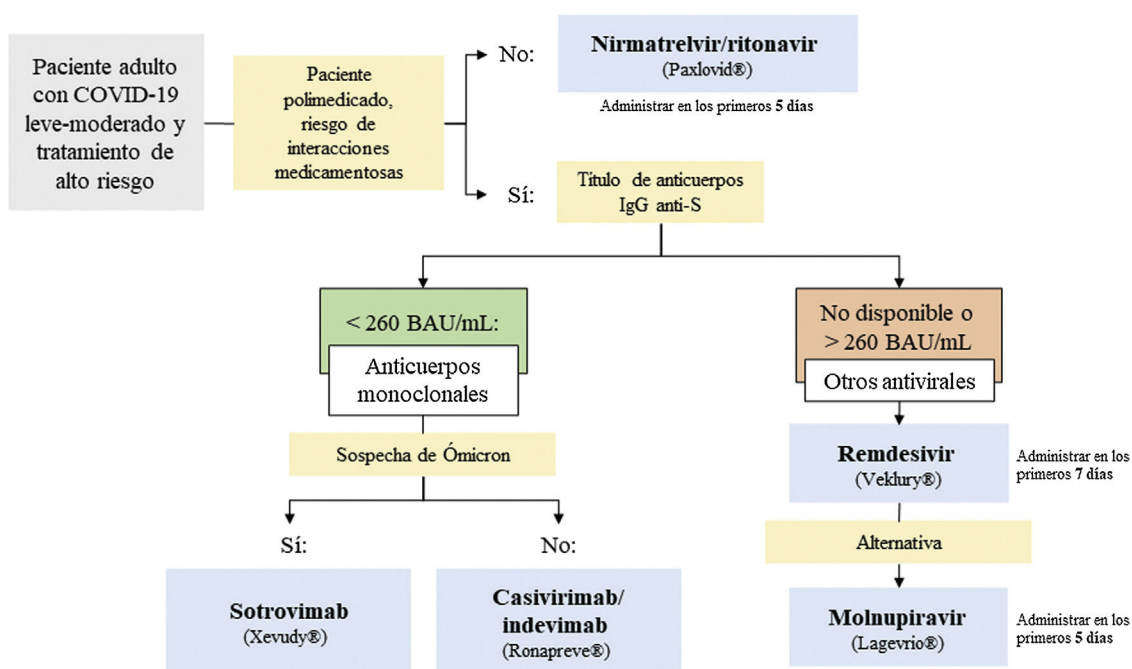 Paciente adulto
con COVID-19
leve-moderado y
tratamiento de
alto riesgo
Paciente
polimedicado,
riesgo de
interacciones
medicamentosas
No:
Nirmatrelvir/ritonavir
(Paxlovid®)
Administrar en los primeros 5 días
Sí:
Título de anticuerpos
IgG anti-S
< 260 BAU/mL:
Anticuerpos
monoclonales
No disponible o
> 260 BAU/mL
Otros antivirales
Sospecha de Ómicron
Sí:
No:
Sotrovimab
(Xevudy®)
Casivirimab/
indevimab
(Ronapreve®)
Remdesivir
(Veklury®)
Administrar en los
primeros 7 días
Alternativa
Molnupiravir
(Lagevrio®)
Administrar en los
primeros 5 días